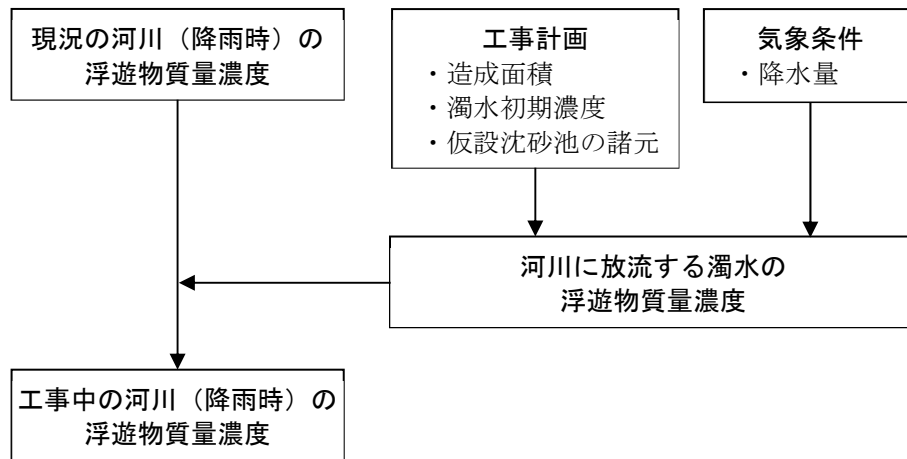 現況の河川（降雨時）の
浮遊物質量濃度
工事計画
・造成面積
・濁水初期濃度
・仮設沈砂池の諸元
気象条件
・降水量
河川に放流する濁水の
浮遊物質量濃度
工事中の河川（降雨時）の
浮遊物質量濃度